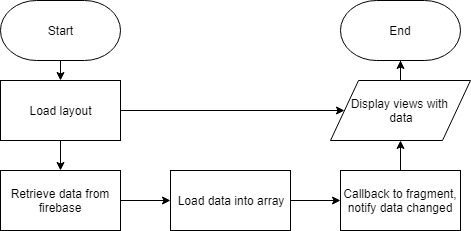 Start
End
Load layout
Display views with
data
Retrieve data from
firebase
Load data into array
Callback to fragment,
notify data changed